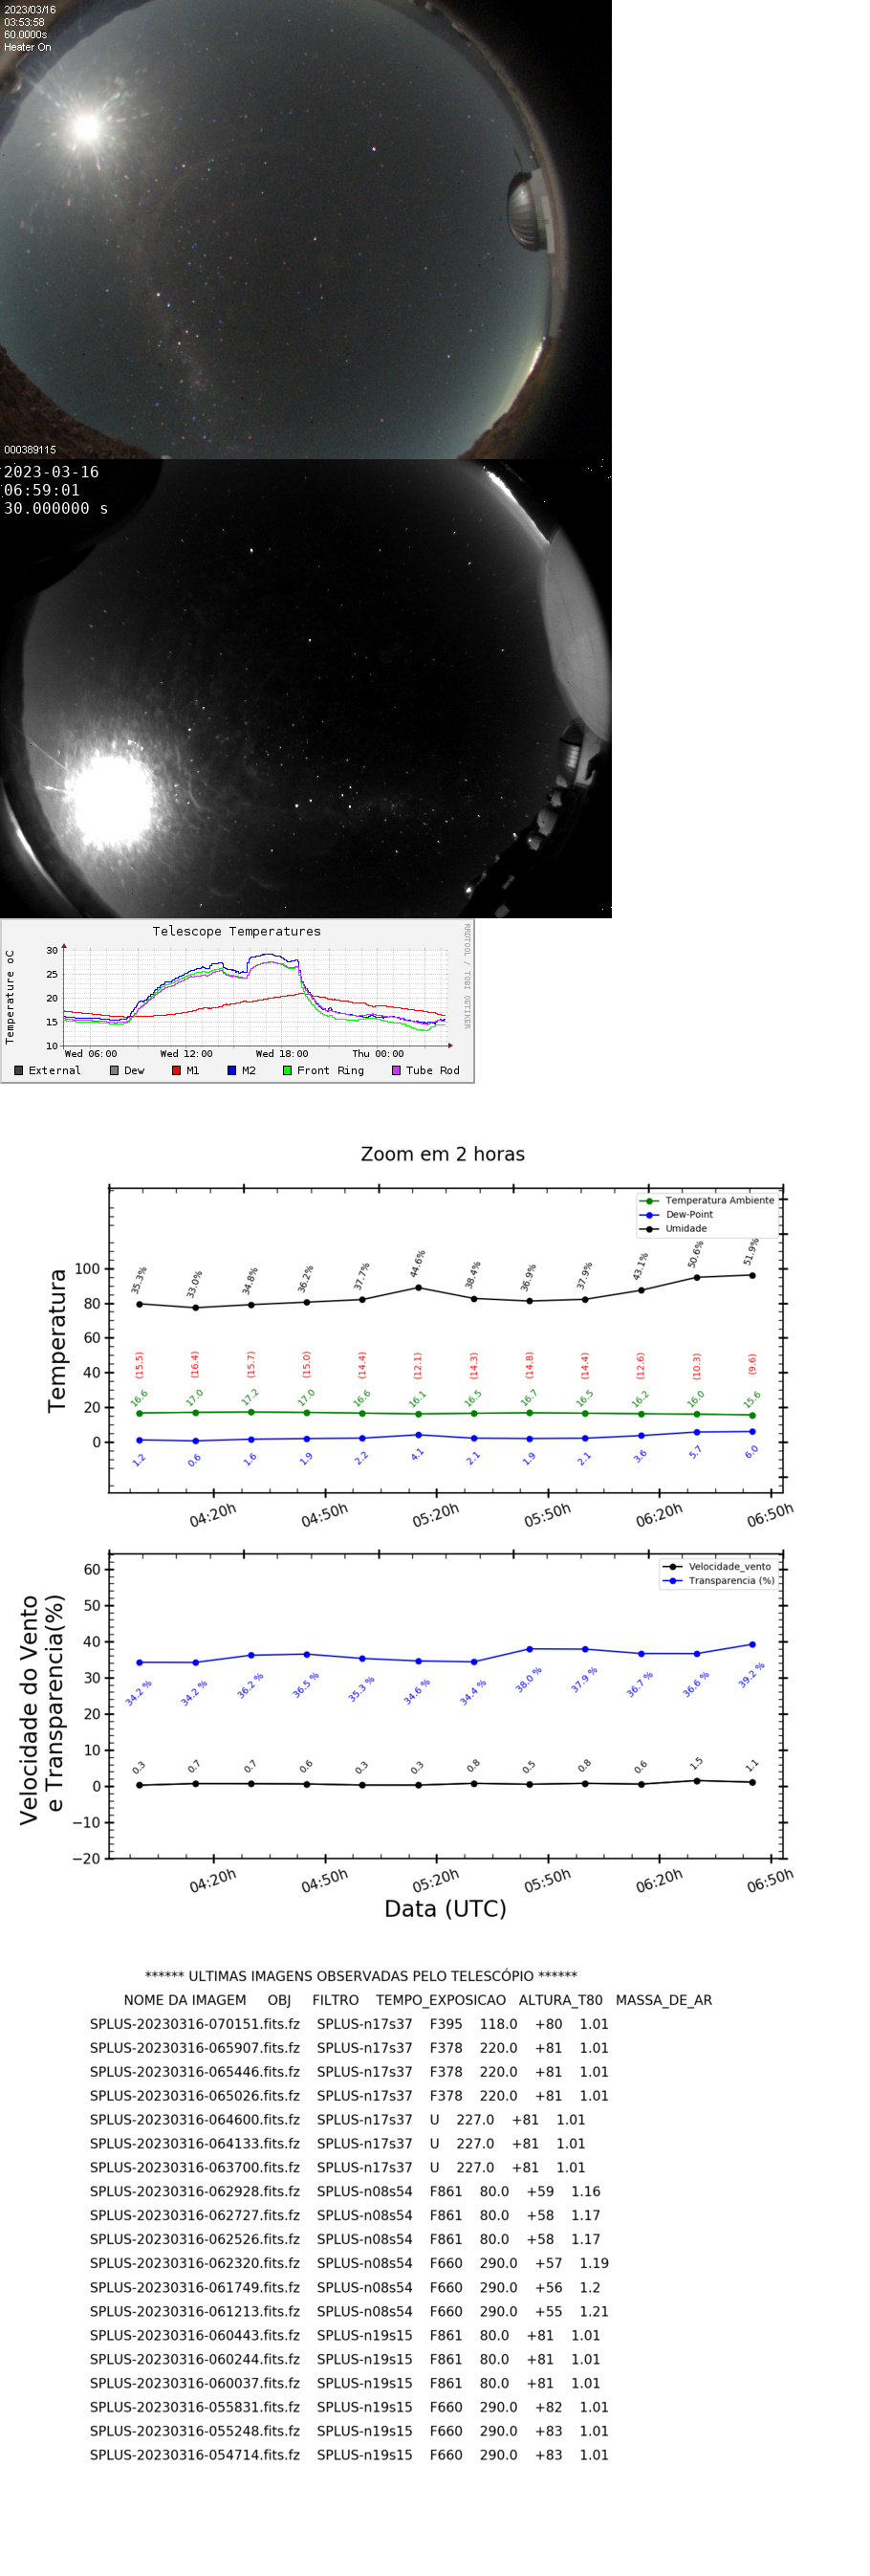 2023/03/16
03:53:58
60.0000s
Heater On
000389115
2023-03-16
06:59:01
30.000000 s
Telescope Temperatures
Temperature oC
RRDTOOL / TOBI OETIKER
30
25
20
15
10
Wed 06:00 Wed 12:00 Wed 18:00 Thu 00:00
External Dew M1 M2 Front Ring Tube Rod
Zoom em 2 horas
Temperatura Ambiente
Dew-Point
Umidade
Temperatura
100
80
60
40
20
0
35.3% 33.0% 34.8% 36.2% 37.7% 44.6% 38.4% 36.9% 37.9% 43.1% 50.6% 51.9%
(15.5) (16.4) (15.7) (15.0) (14.4) (12.1) (14.3) (14.8) (14.4) (12.6) (10.3) (9.6)
16.6 17.0 17.2 17.0 16.6 16.1 16.5 16.7 16.5 16.2 16.0 15.6
1.2 0.6 1.6 1.9 2.2 4.1 2.1 1.9 2.1 3.6 5.7 6.0
04:20h 04:50h 05:20h 05:50h 06:20h 06:50h
Velocidade_vento
Transparencia (%)
Velocidade do Vento
e Transparencia(%)
60
50
40
30
20
10
0
−10
−20
34.2 % 34.2 % 36.2 % 36.5 % 35.3 % 34.6 % 34.4 % 38.0 % 37.9 % 36.7 % 36.6 % 39.2 %
0.3 0.7 0.7 0.6 0.3 0.3 0.8 0.5 0.8 0.6 1.5 1.1
04:20h 04:50h 05:20h 05:50h 06:20h 06:50h
Data (UTC)
****** ULTIMAS IMAGENS OBSERVADAS PELO TELESCÓPIO ******
NOME DA IMAGEM OBJ FILTRO TEMPO_EXPOSICAO ALTURA_T80 MASSA_DE_AR
SPLUS-20230316-070151.fits.fz SPLUS-n17s37 F395 118.0 +80 1.01
SPLUS-20230316-065907.fits.fz SPLUS-n17s37 F378 220.0 +81 1.01
SPLUS-20230316-065446.fits.fz SPLUS-n17s37 F378 220.0 +81 1.01
SPLUS-20230316-065026.fits.fz SPLUS-n17s37 F378 220.0 +81 1.01
SPLUS-20230316-064600.fits.fz SPLUS-n17s37 U 227.0 +81 1.01
SPLUS-20230316-064133.fits.fz SPLUS-n17s37 U 227.0 +81 1.01
SPLUS-20230316-063700.fits.fz SPLUS-n17s37 U 227.0 +81 1.01
SPLUS-20230316-062928.fits.fz SPLUS-n08s54 F861 80.0 +59 1.16
SPLUS-20230316-062727.fits.fz SPLUS-n08s54 F861 80.0 +58 1.17
SPLUS-20230316-062526.fits.fz SPLUS-n08s54 F861 80.0 +58 1.17
SPLUS-20230316-062320.fits.fz SPLUS-n08s54 F660 290.0 +57 1.19
SPLUS-20230316-061749.fits.fz SPLUS-n08s54 F660 290.0 +56 1.2
SPLUS-20230316-061213.fits.fz SPLUS-n08s54 F660 290.0 +55 1.21
SPLUS-20230316-060443.fits.fz SPLUS-n19s15 F861 80.0 +81 1.01
SPLUS-20230316-060244.fits.fz SPLUS-n19s15 F861 80.0 +81 1.01
SPLUS-20230316-060037.fits.fz SPLUS-n19s15 F861 80.0 +81 1.01
SPLUS-20230316-055831.fits.fz SPLUS-n19s15 F660 290.0 +82 1.01
SPLUS-20230316-055248.fits.fz SPLUS-n19s15 F660 290.0 +83 1.01
SPLUS-20230316-054714.fits.fz SPLUS-n19s15 F660 290.0 +83 1.01